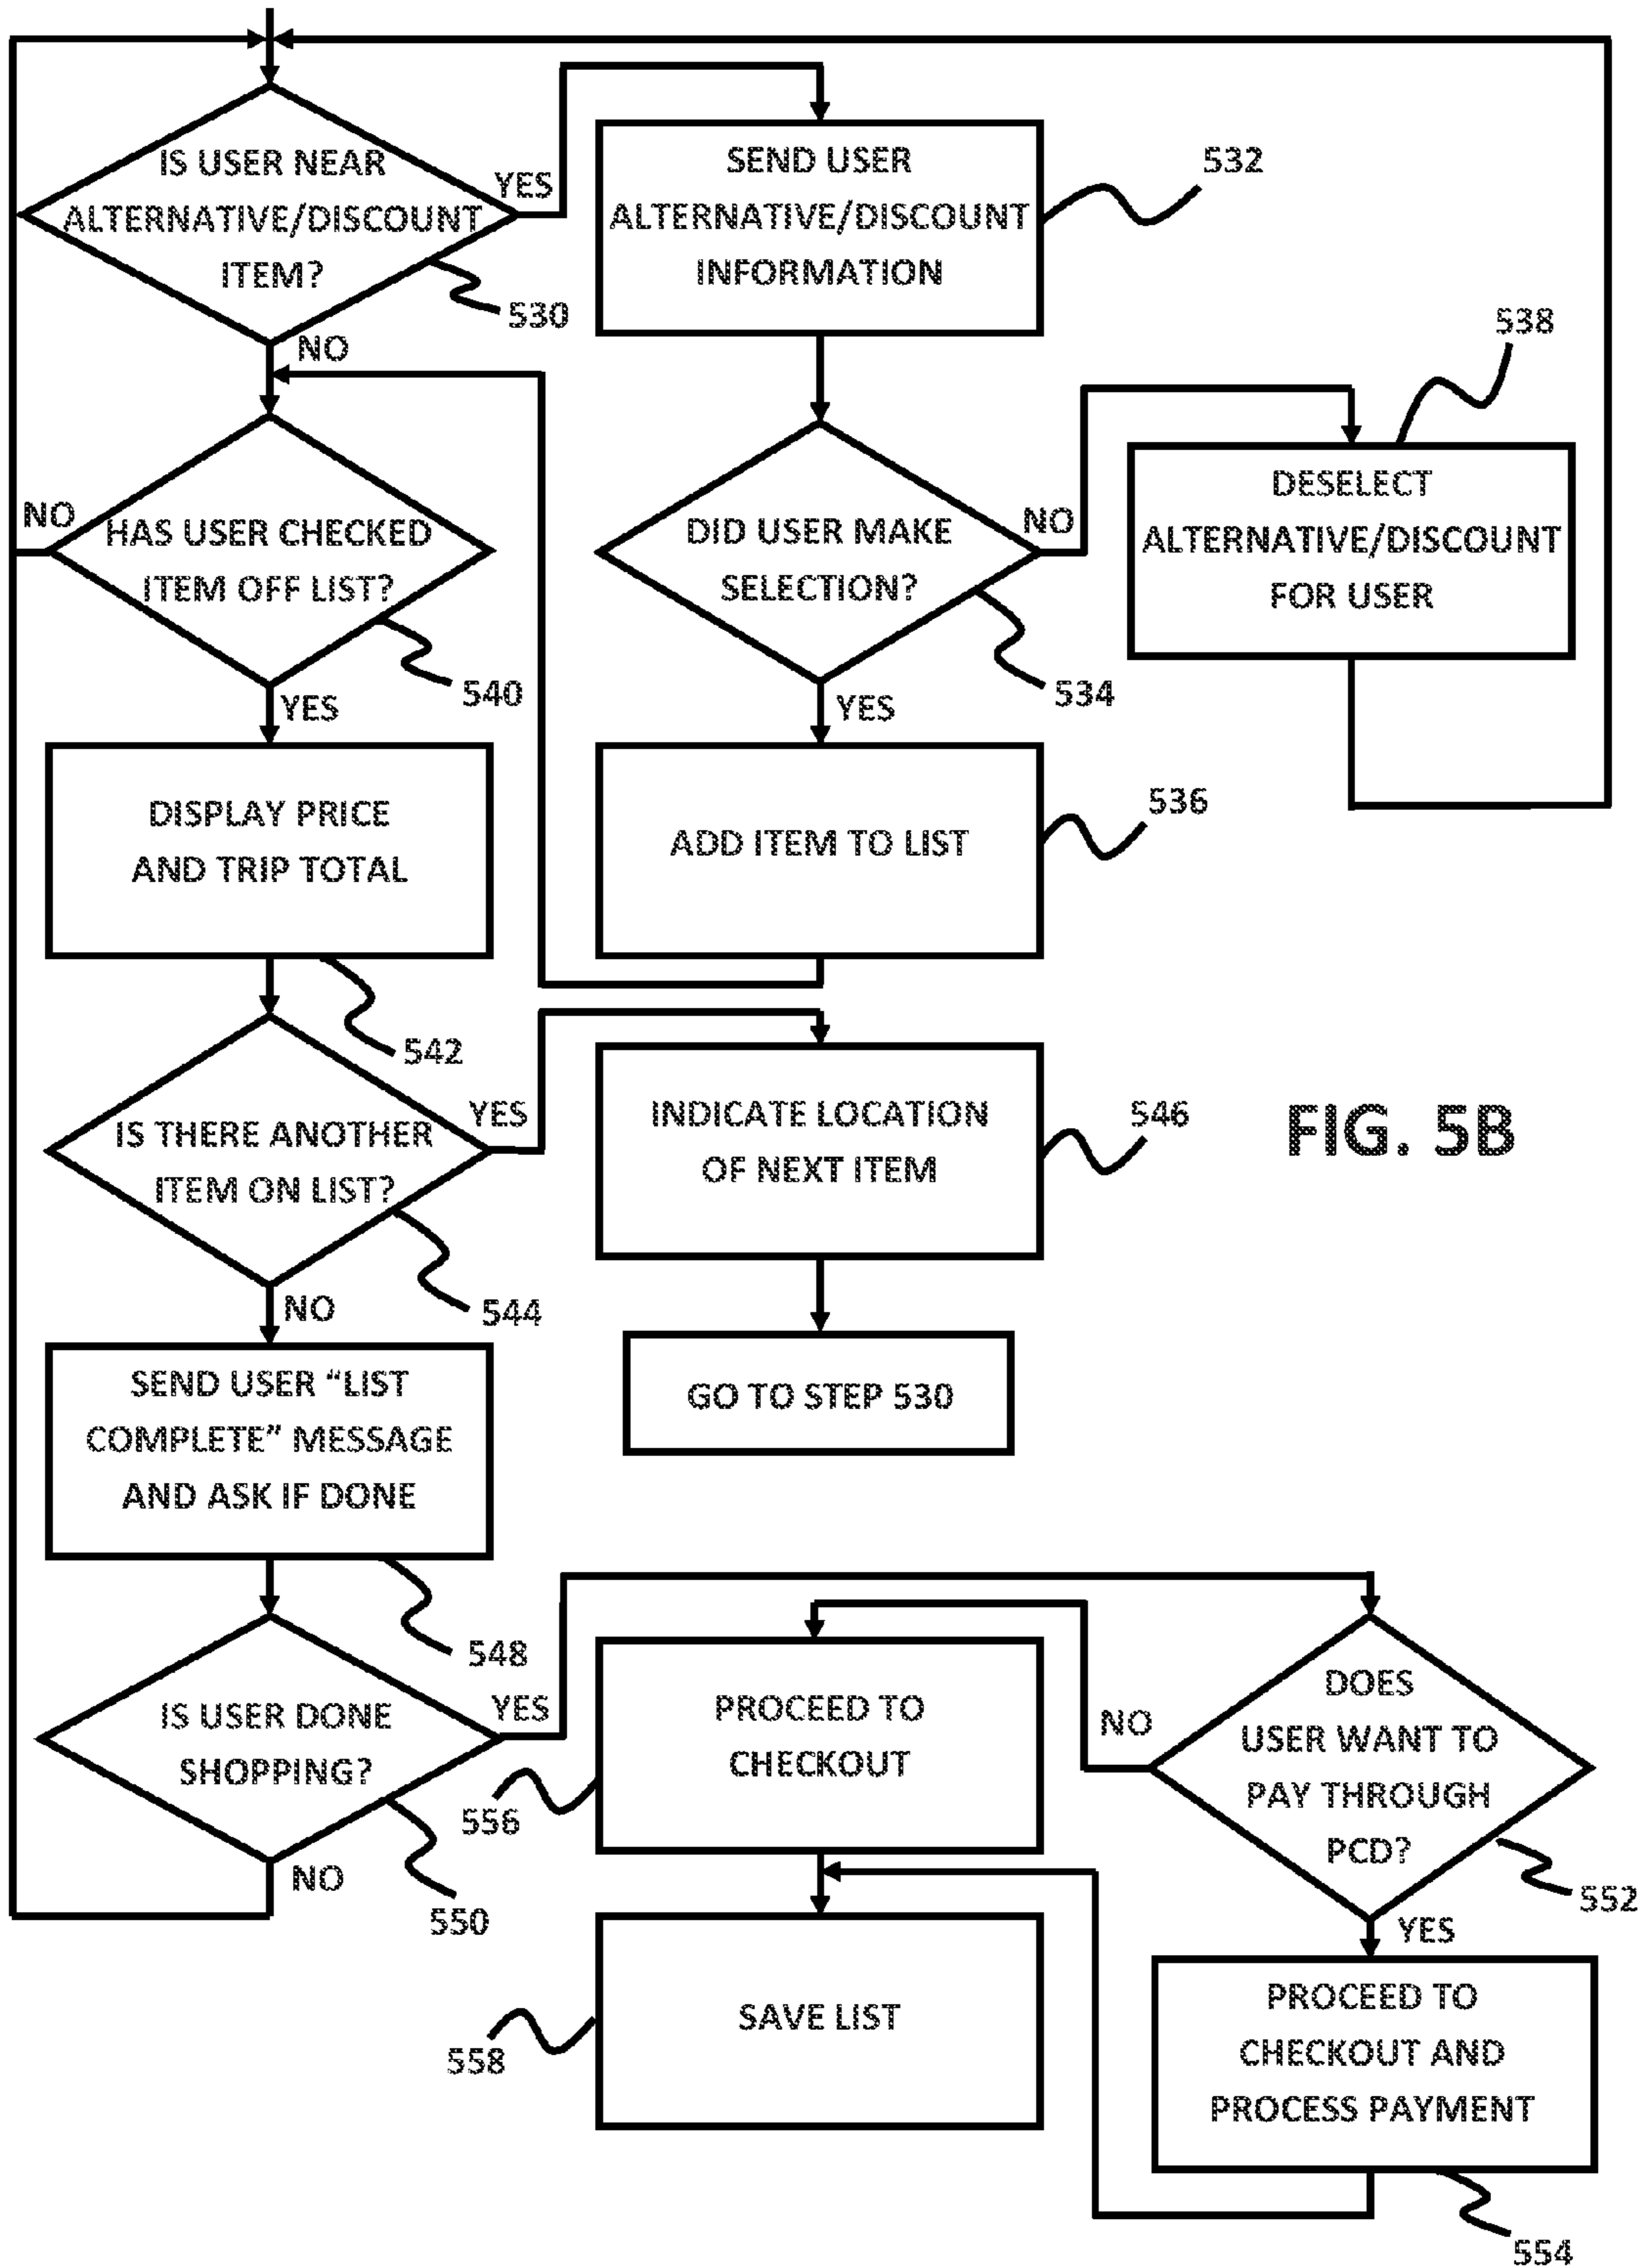 IS USER NEAR
ALTERNATIVE/DISCOUNT
ITEM?
YES
530
NO
SEND USER
ALTERNATIVE/DISCOUNT
INFORMATION
532
DID USER MAKE
SELECTION?
NO
534
YES
538
DESELECT
ALTERNATIVE/DISCOUNT
FOR USER
ADD ITEM TO LIST
536
NO
HAS USER CHECKED
ITEM OFF LIST?
540
YES
DISPLAY PRICE
AND TRIP TOTAL
542
IS THERE ANOTHER
ITEM ON LIST?
YES
544
NO
INDICATE LOCATION
OF NEXT ITEM
546
GO TO STEP 530
FIG. 5B
SEND USER “LIST
COMPLETE” MESSAGE
AND ASK IF DONE
548
IS USER DONE
SHOPPING?
YES
550
NO
DOES
USER WANT TO
PAY THROUGH
PCD?
NO
552
YES
PROCEED TO
CHECKOUT
556
PROCEED TO
CHECKOUT AND
PROCESS PAYMENT
554
SAVE LIST
558